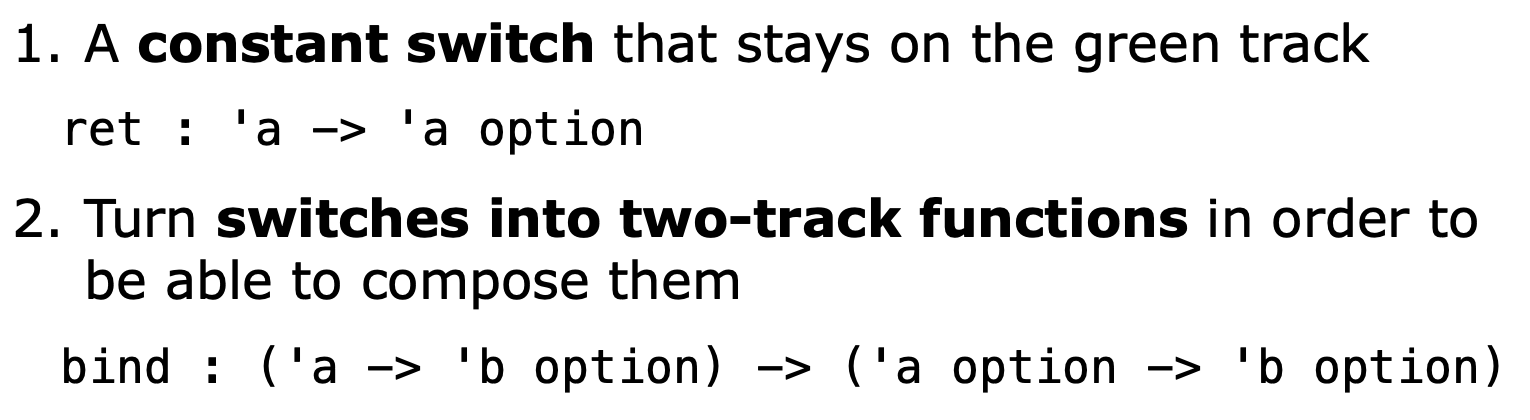 1. A constant switch that stays on the green track
ret : 'a -> 'a option
2. Turn switches into two-track functions in order to
be able to compose them
bind : ('a -> 'b option) -> ('a option -> 'b option)